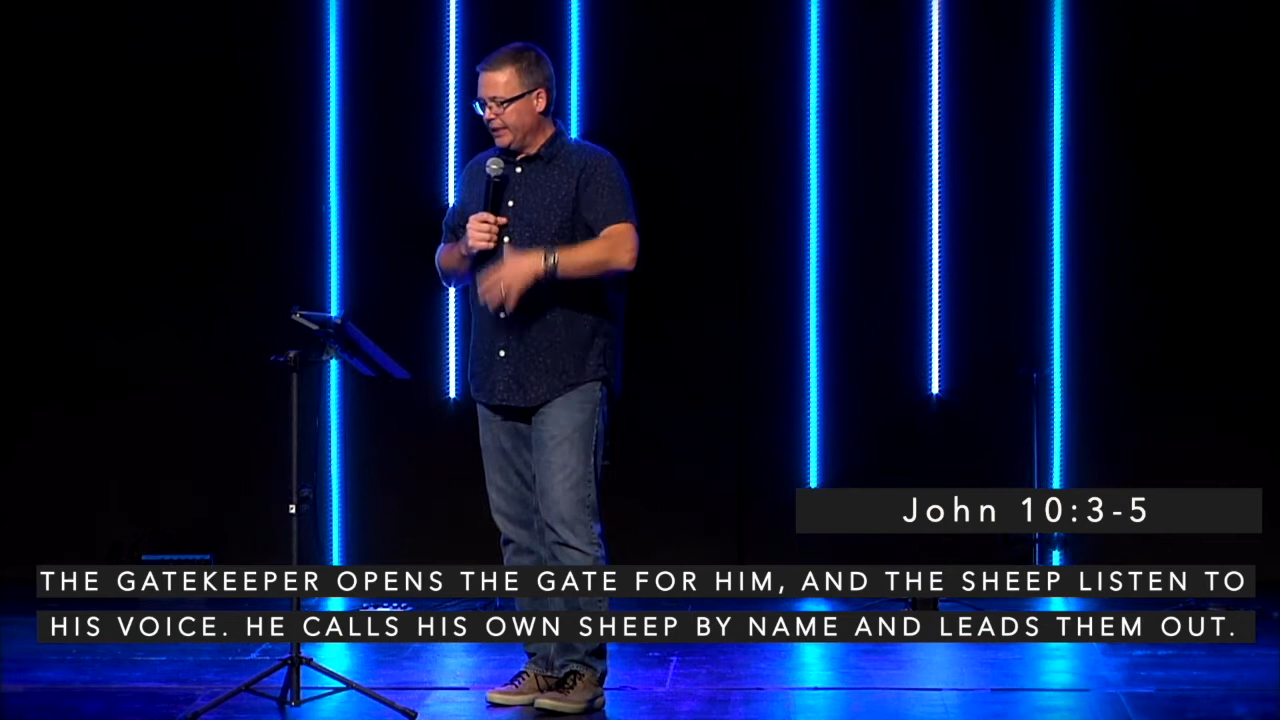 John 10:3-5
THE GATEKEEPER OPENS THE GATE FOR HIM, AND THE SHEEP LISTEN TO
HIS VOICE. HE CALLS HIS OWN SHEEP BY NAME AND LEADS THEM OUT.